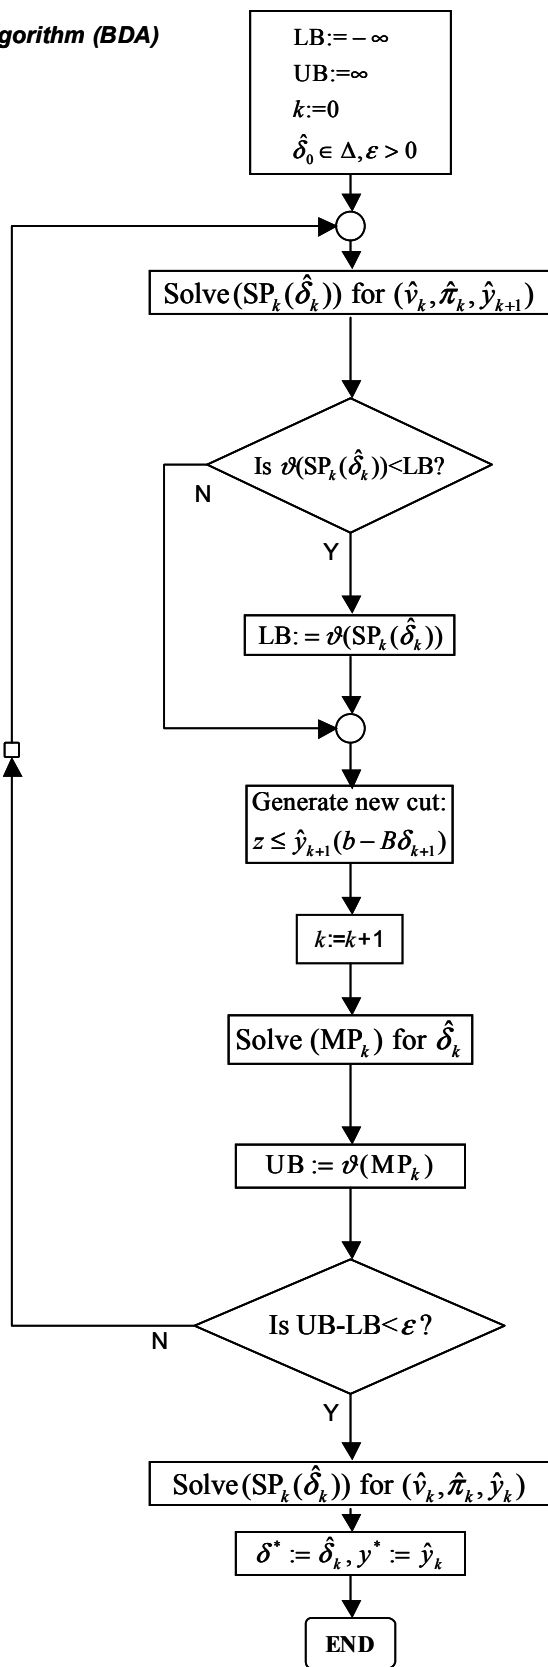 gorithm (BDA)
LB:= - ∞
UB:=∞
k:=0
δ̂₀ ∈ Δ, ε > 0
Solve(SPₖ(δ̂ₖ)) for (v̂ₖ, π̂ₖ, ŷₖ₊₁)
Is ϑ(SPₖ(δ̂ₖ))<LB?
N
Y
LB: = ϑ(SPₖ(δ̂ₖ))
Generate new cut:
z ≤ ŷₖ₊₁(b − Bδₖ₊₁)
k:=k+1
Solve (MPₖ) for δ̂ₖ
UB := ϑ(MPₖ)
Is UB-LB< ε?
N
Y
Solve(SPₖ(δ̂ₖ)) for (v̂ₖ, π̂ₖ, ŷₖ)
δ* := δ̂ₖ, y* := ŷₖ
END